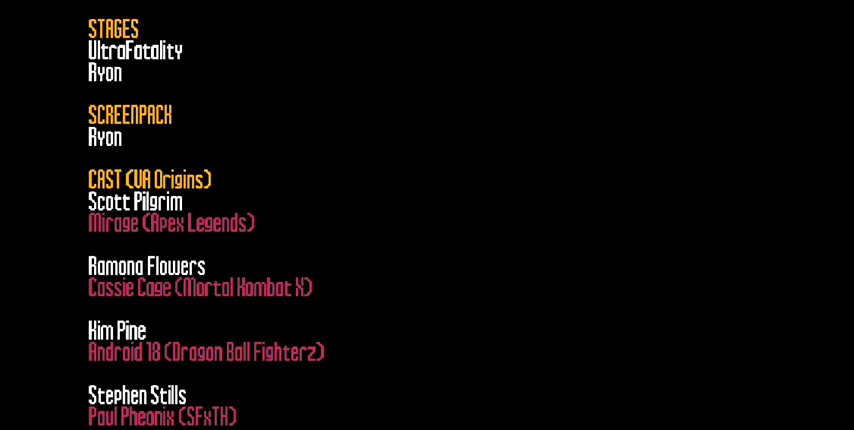 STAGES
UltraFatality
Ryon
SCREENPACK
Ryon
CAST (VA Origins)
Scott Pilgrim
Mirage (Apex Legends)
Ramona Flowers
Cassie Cage (Mortal Kombat X)
Kim Pine
Android 18 (Dragon Ball Fighterz)
Stephen Stills
Paul Pheonix (SFxTK)